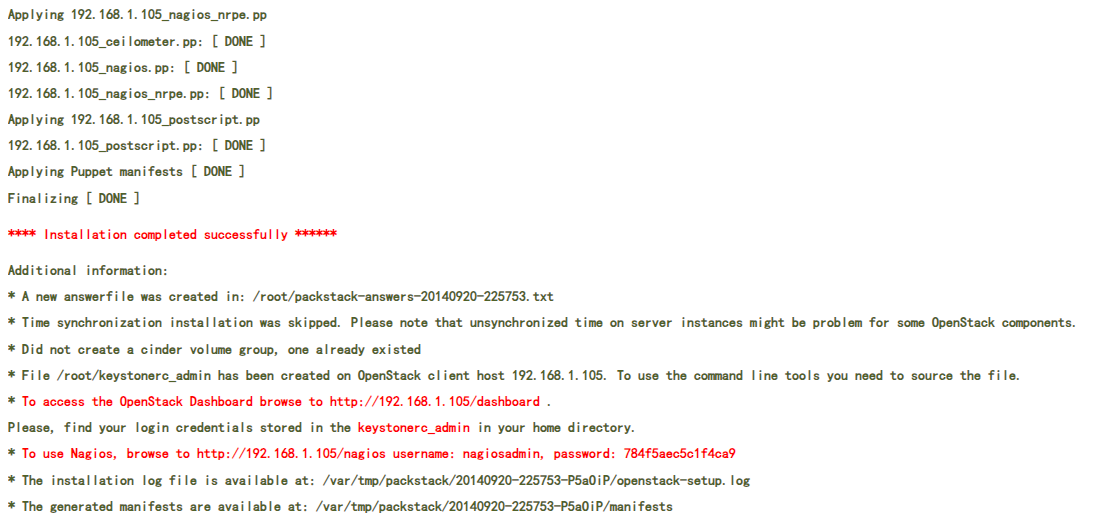 Applying 192.168.1.105_nagios_nrpe.pp
192.168.1.105_ceilometer.pp: [ DONE ]
192.168.1.105_nagios.pp: [ DONE ]
192.168.1.105_nagios_nrpe.pp: [ DONE ]
Applying 192.168.1.105_postscript.pp
192.168.1.105_postscript.pp: [ DONE ]
Applying Puppet manifests [ DONE ]
Finalizing [ DONE ]
**** Installation completed successfully ******
Additional information:
* A new answerfile was created in: /root/packstack-answers-20140920-225753.txt
* Time synchronization installation was skipped. Please note that unsynchronized time on server instances might be problem for some OpenStack components.
* Did not create a cinder volume group, one already existed
* File /root/keystonerc_admin has been created on OpenStack client host 192.168.1.105. To use the command line tools you need to source the file.
* To access the OpenStack Dashboard browse to http://192.168.1.105/dashboard .
Please, find your login credentials stored in the keystonerc_admin in your home directory.
* To use Nagios, browse to http://192.168.1.105/nagios username: nagiosadmin, password: 784f5aec5c1f4ca9
* The installation log file is available at: /var/tmp/packstack/20140920-225753-P5a0iP/openstack-setup.log
* The generated manifests are available at: /var/tmp/packstack/20140920-225753-P5a0iP/manifests